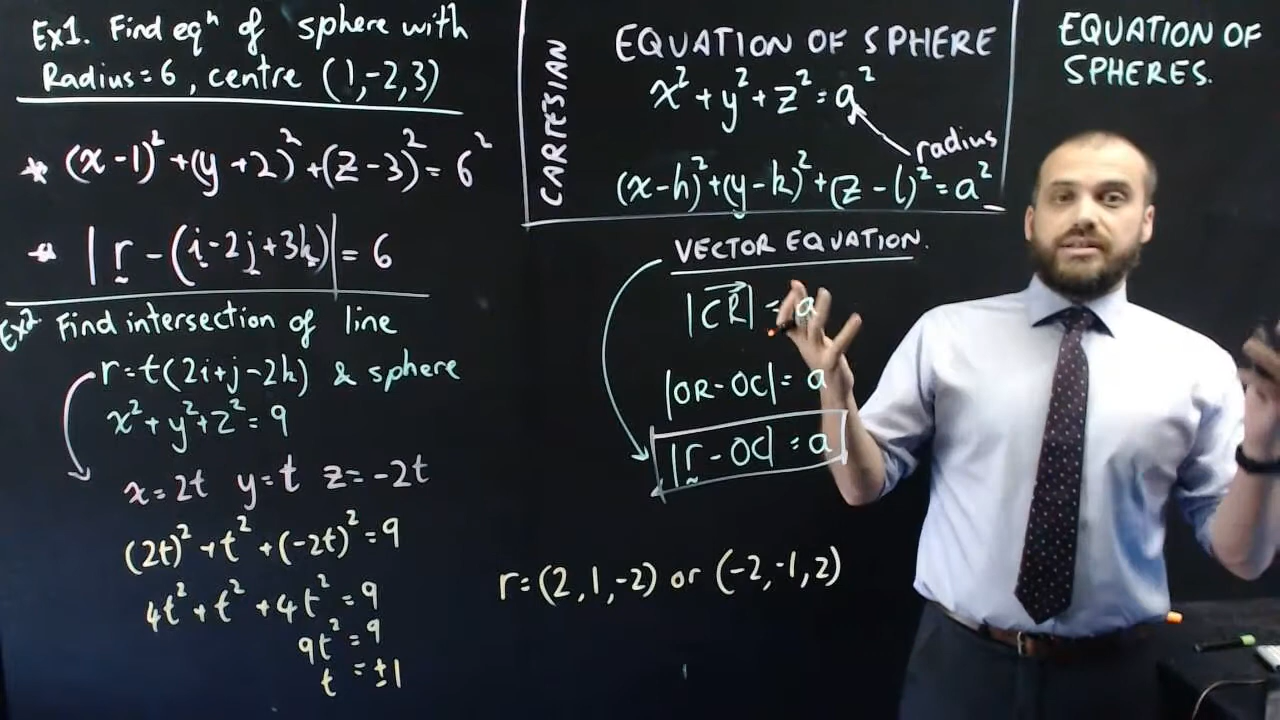 Ex1. Find eqⁿ of sphere with
Radius = 6, centre (1,-2,3)
(x-1)²+(y+2)²+(z-3)²=6²
|r-(i-2j+3k)|=6
Ex2 Find intersection of line
r=t(2i+j-2k) & sphere
x²+y²+z²=9
x=2t y=t z=-2t
(2t)²+t²+(-2t)²=9
4t²+t²+4t²=9
9t²=9
t=±1
CARTESIAN
EQUATION OF SPHERE
x²+y²+z²=a²
radius
(x-h)²+(y-k)²+(z-l)²=a²
VECTOR EQUATION.
|CR|=a
|OR-OC|=a
|r-OC|=a
r=(2,1,-2) or (-2,-1,2)
EQUATION OF
SPHERES.